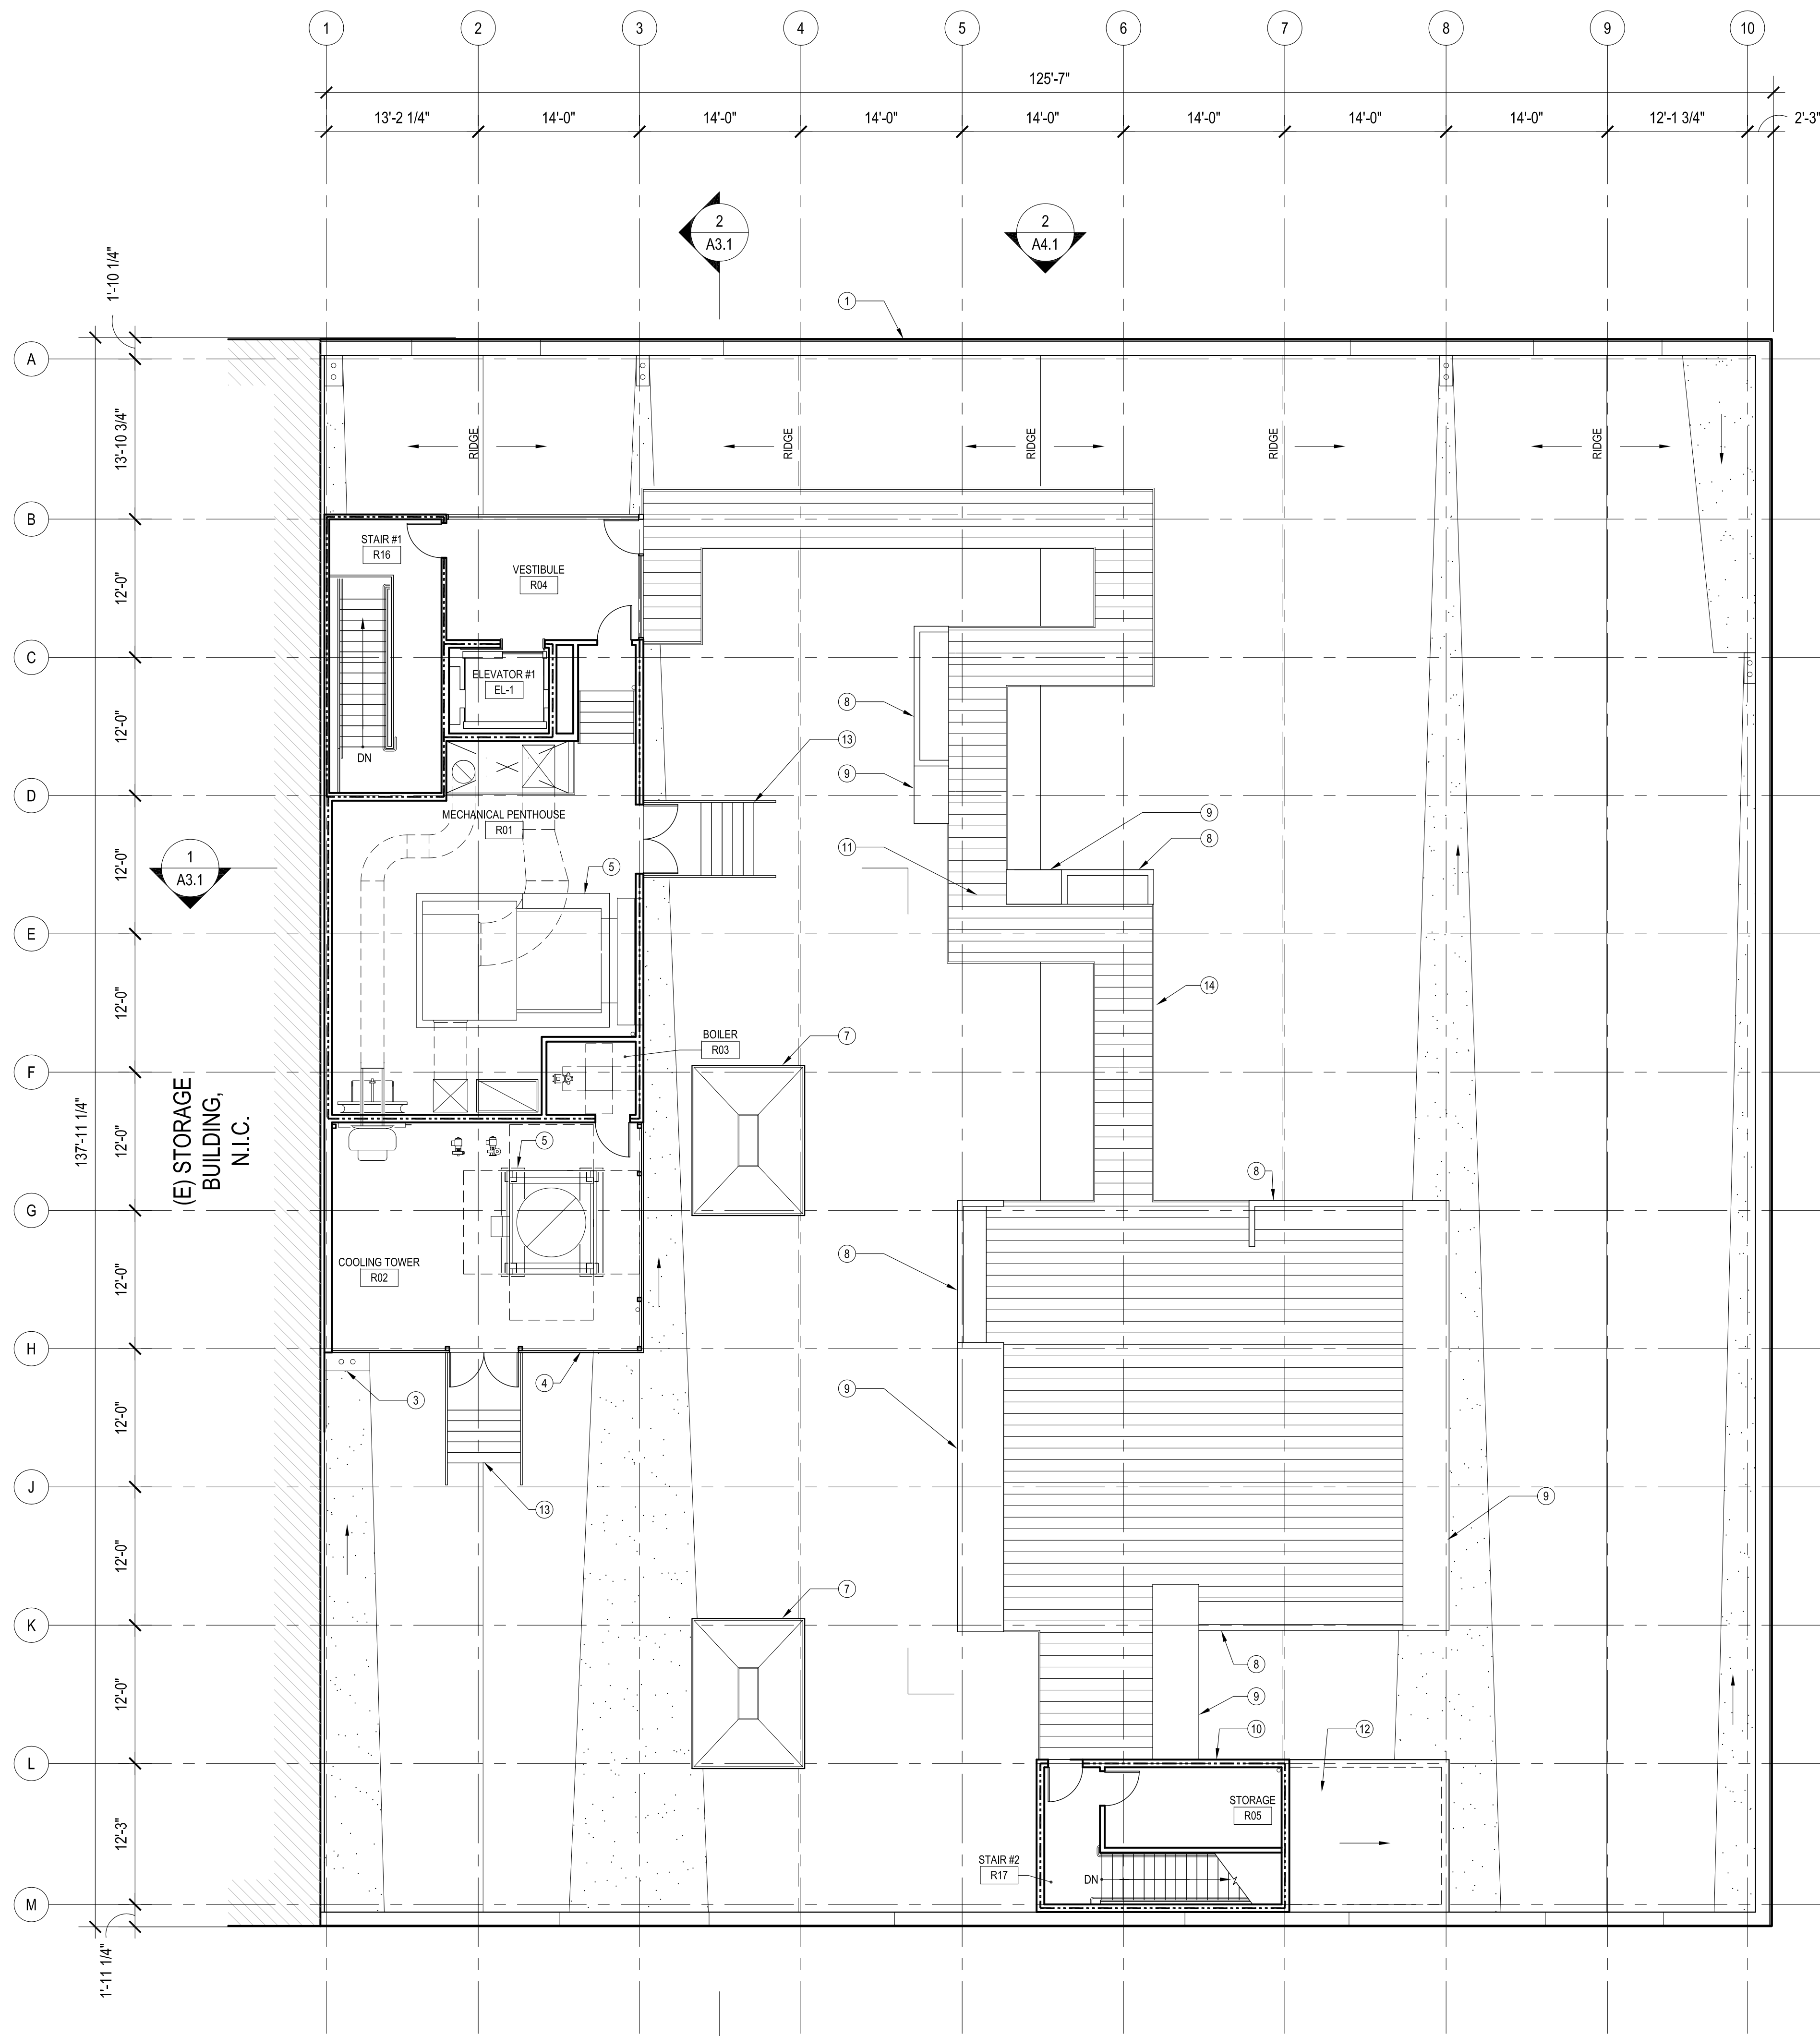 1 2 3 4 5 6 7 8 9 10
125'-7"
13'-2 1/4" 14'-0" 14'-0" 14'-0" 14'-0" 14'-0" 14'-0" 14'-0" 12'-1 3/4" 2'-3"
2
A3.1
2
A4.1
1'-10 1/4"
1
A
13'-10 3/4"
RIDGE RIDGE RIDGE RIDGE RIDGE
B
STAIR #1
R16
VESTIBULE
R04
12'-0"
C
ELEVATOR #1
EL-1
8
12'-0"
13
DN
9
D
MECHANICAL PENTHOUSE
R01
9
8
11
12'-0"
1
A3.1
5
E
14
12'-0"
BOILER
R03
7
F
(E) STORAGE
BUILDING,
N.I.C.
137'-11 1/4"
12'-0"
5
8
G
8
COOLING TOWER
R02
12'-0"
H
4
9
3
12'-0"
J
13
9
12'-0"
7
K
8
9
12'-0"
10
12
L
STORAGE
R05
12'-3"
STAIR #2
R17
DN
M
1'-11 1/4"